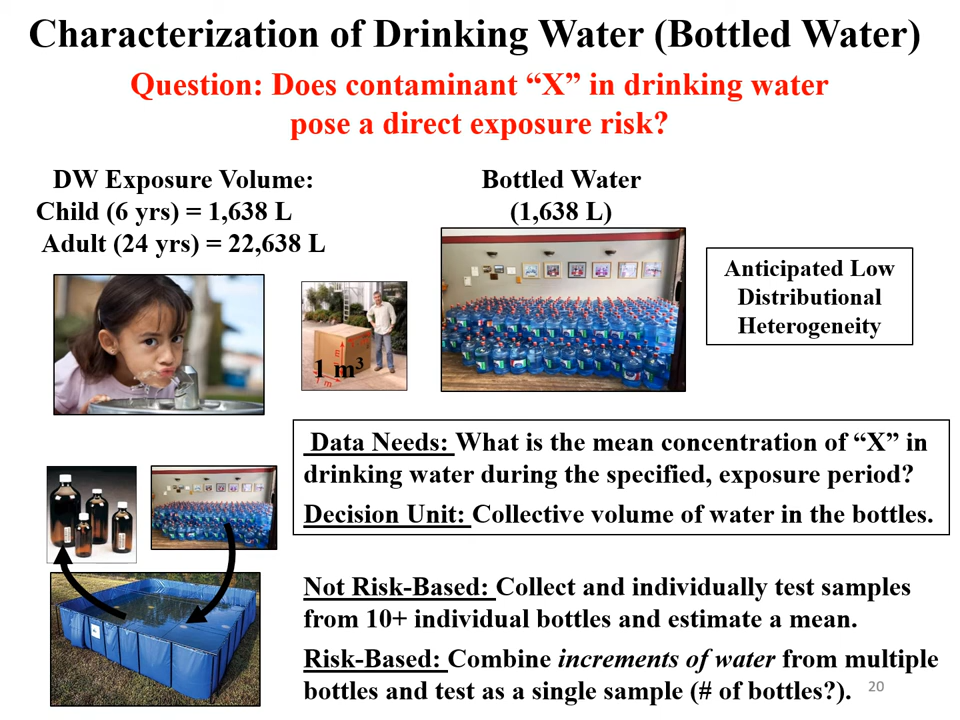 Characterization of Drinking Water (Bottled Water)
Question: Does contaminant “X” in drinking water
pose a direct exposure risk?
DW Exposure Volume:
Child (6 yrs) = 1,638 L
Adult (24 yrs) = 22,638 L
Bottled Water
(1,638 L)
Anticipated Low
Distributional
Heterogeneity
1 m
1 m³
1 m
Data Needs: What is the mean concentration of “X” in
drinking water during the specified, exposure period?
Decision Unit: Collective volume of water in the bottles.
Not Risk-Based: Collect and individually test samples
from 10+ individual bottles and estimate a mean.
Risk-Based: Combine increments of water from multiple
bottles and test as a single sample (# of bottles?).
20